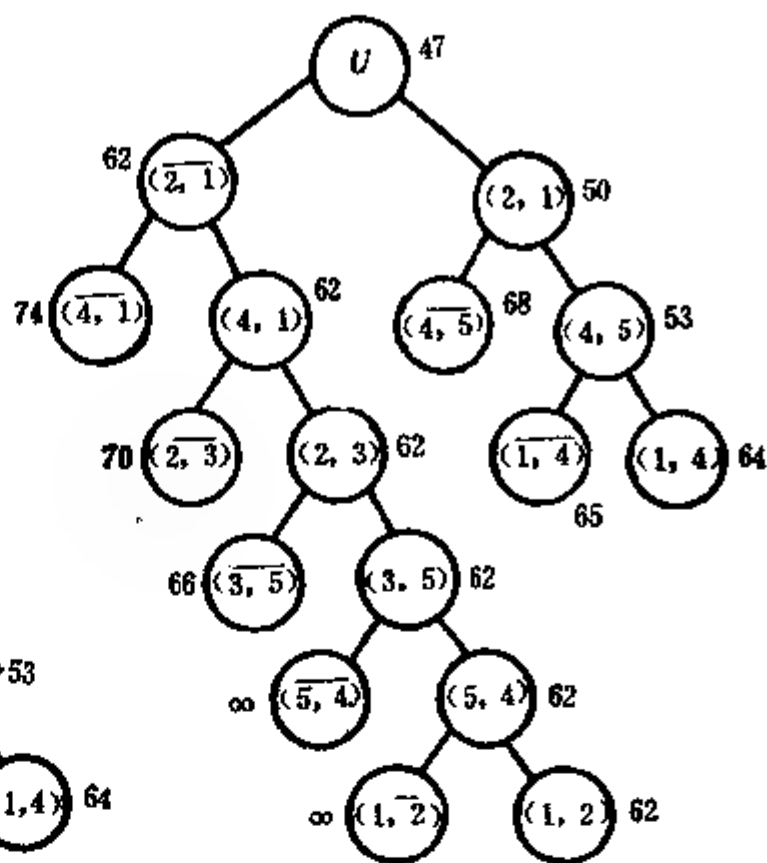 U 47
62 (2, 1)‾ (2, 1) 50
74 (4, 1)‾ (4, 1) 62 (4, 5)‾ 68 (4, 5) 53
70 (2, 3)‾ (2, 3) 62 (1, 4)‾ 65 (1, 4) 64
66 (3, 5)‾ (3. 5) 62
53
∞ (5, 4)‾ (5, 4) 62
1,4) 64
∞ (1, 2)‾ (1, 2) 62